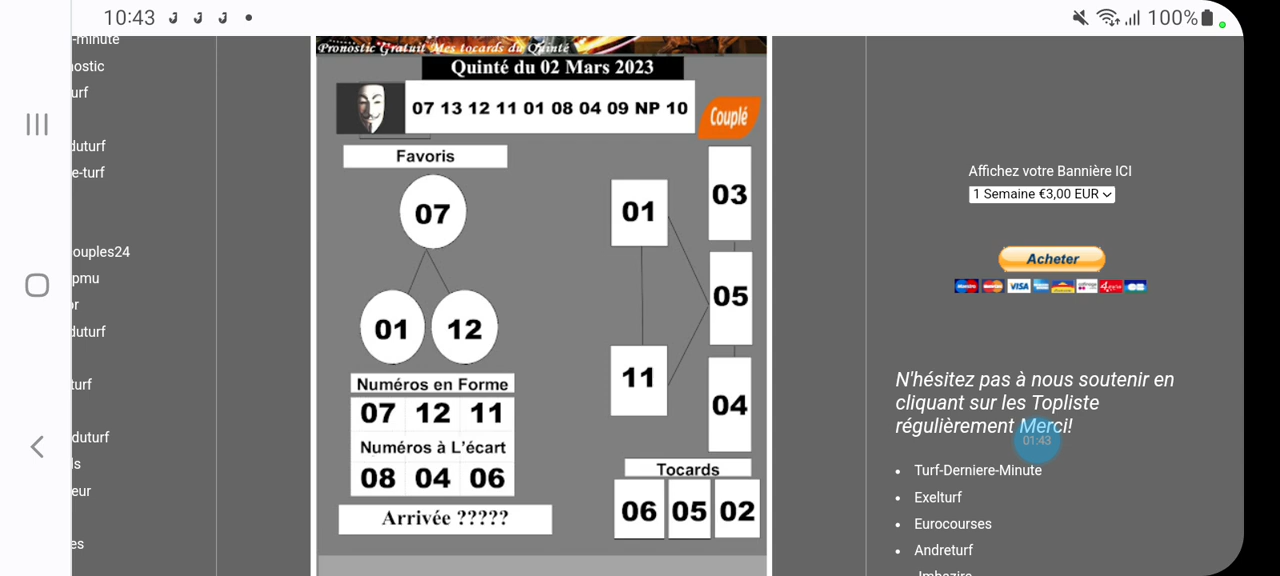 10:43
100%
-minute
nostic
urf
duturf
e-turf
ouples24
pmu
or
duturf
turf
duturf
ls
eur
es
Pronostic Gratuit Mes tocards du Quinté
Quinté du 02 Mars 2023
07 13 12 11 01 08 04 09 NP 10
Couplé
Favoris
07
01 12
Numéros en Forme
07 12 11
Numéros à L'écart
08 04 06
Arrivée ?????
01
11
03
05
04
Tocards
06 05 02
Affichez votre Bannière ICI
1 Semaine €3,00 EUR
Acheter
VISA
N'hésitez pas à nous soutenir en
cliquant sur les Topliste
régulièrement Merci!
01:43
• Turf-Derniere-Minute
• Exelturf
• Eurocourses
• Andreturf